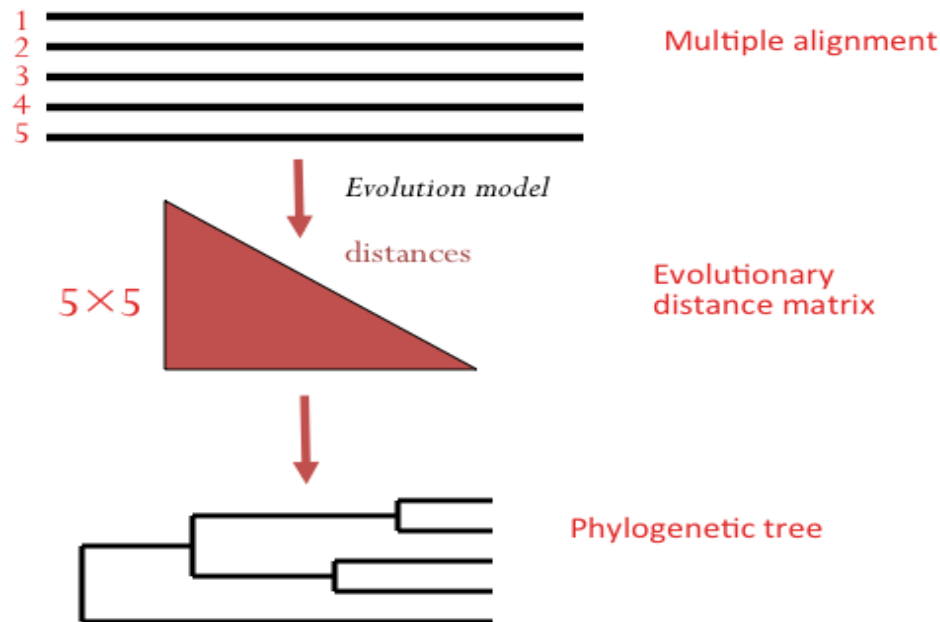 1
2
3
4
5
Multiple alignment
Evolution model
distances
5×5
Evolutionary
distance matrix
Phylogenetic tree